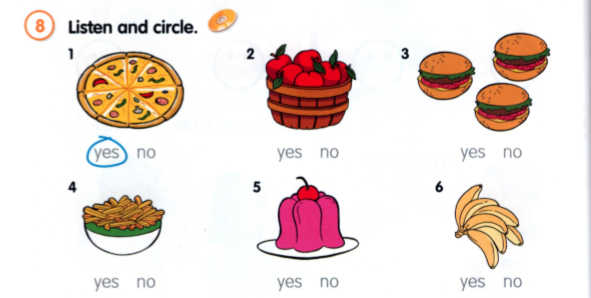 8 Listen and circle.
1 2 3
yes no yes no yes no
4 5 6
yes no yes no yes no